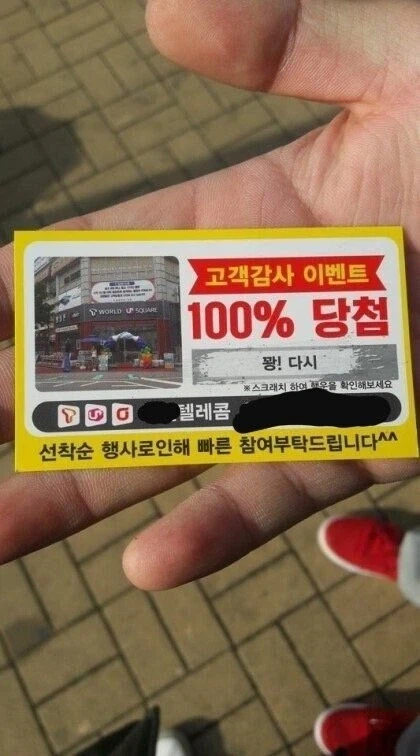 고객감사 이벤트
100% 당첨
꽝! 다시
※스크래치 하여 행운을 확인해보세요
T WORLD U SQUARE
텔레콤
선착순 행사로인해 빠른 참여부탁드립니다^^